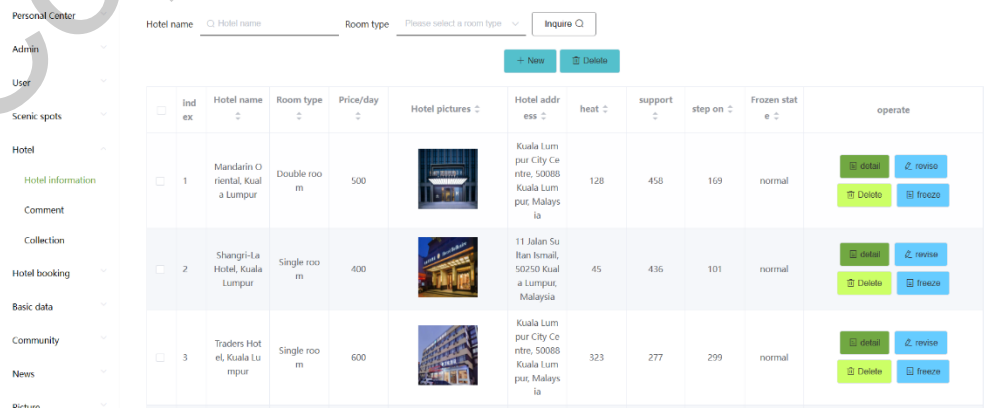 Personal Center
Admin
User
Scenic spots
Hotel
Hotel information
Comment
Collection
Hotel booking
Basic data
Community
News
Picture
Hotel name
Hotel name
Room type
Please select a room type
Inquire
+ New
Delete
ind
ex
Hotel name
Room type
Price/day
Hotel pictures
Hotel addr
ess
heat
support
step on
Frozen stat
e
operate
1
Mandarin O
riental, Kual
a Lumpur
Double roo
m
500
Kuala Lum
pur City Ce
ntre, 50088
Kuala Lum
pur, Malays
ia
128
458
169
normal
detail
revise
Delete
freeze
2
Shangri-La
Hotel, Kuala
Lumpur
Single roo
m
400
11 Jalan Su
ltan Ismail,
50250 Kual
a Lumpur,
Malaysia
45
436
101
normal
detail
revise
Delete
freeze
3
Traders Hot
el, Kuala Lu
mpur
Single roo
m
600
Kuala Lum
pur City Ce
ntre, 50088
Kuala Lum
pur, Malays
ia
323
277
299
normal
detail
revise
Delete
freeze